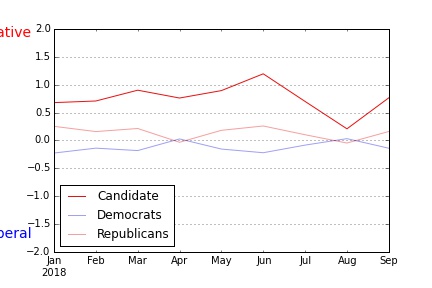 2.0
ative
1.5
1.0
0.5
0.0
−0.5
−1.0
−1.5
beral
−2.0
Candidate
Democrats
Republicans
Jan Feb Mar Apr May Jun Jul Aug Sep
2018